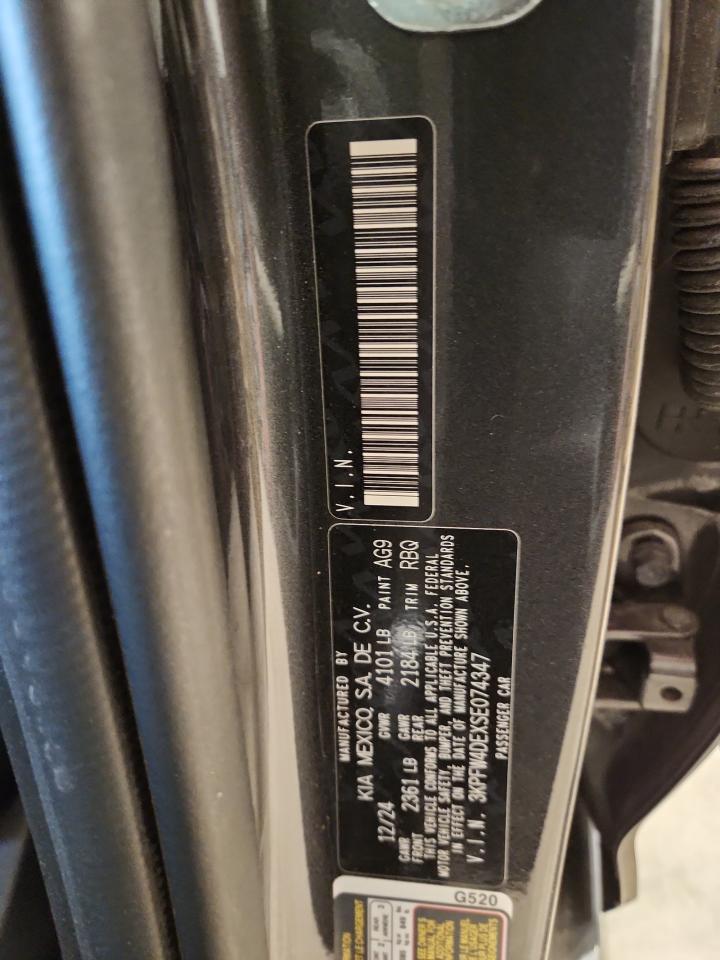 V.I.N.
MANUFACTURED BY
KIA MEXICO, S.A. DE C.V.
12/24 GVWR 4101 LB PAINT AG9
GAWR FRONT 2361 LB GAWR REAR 2184 LB TRIM RBQ
THIS VEHICLE CONFORMS TO ALL APPLICABLE U.S.A. FEDERAL
MOTOR VEHICLE SAFETY, BUMPER, AND THEFT PREVENTION STANDARDS
IN EFFECT ON THE DATE OF MANUFACTURE SHOWN ABOVE.
V.I.N. 3KPFW4DEXSE074347
PASSENGER CAR
G520